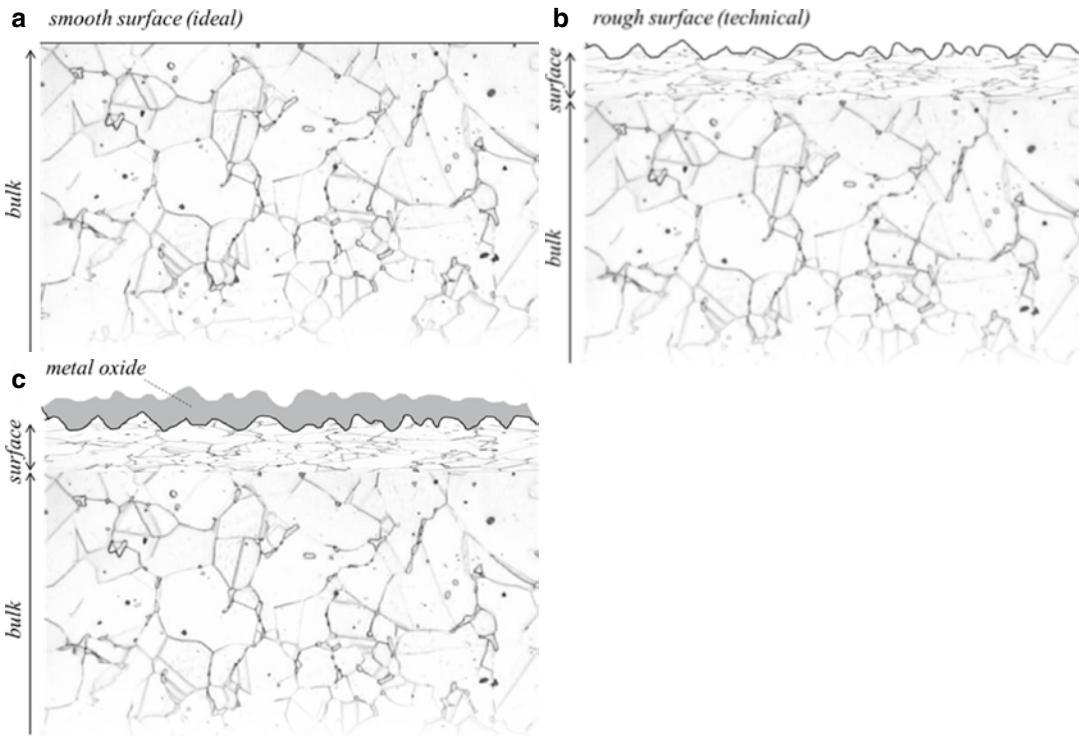 a
smooth surface (ideal)
bulk
b
rough surface (technical)
surface
bulk
c
metal oxide
surface
bulk